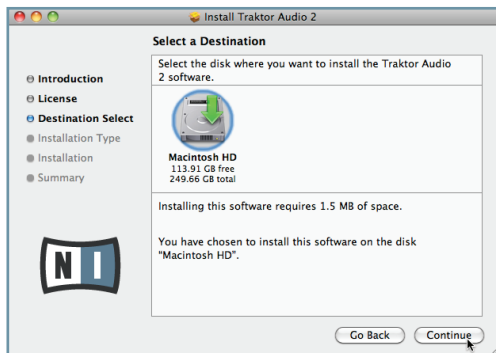 Install Traktor Audio 2
Select a Destination
Introduction
License
Destination Select
Installation Type
Installation
Summary
Select the disk where you want to install the Traktor Audio
2 software.
Macintosh HD
113.91 GB free
249.66 GB total
Installing this software requires 1.5 MB of space.
You have chosen to install this software on the disk
"Macintosh HD".
NI
Go Back
Continue